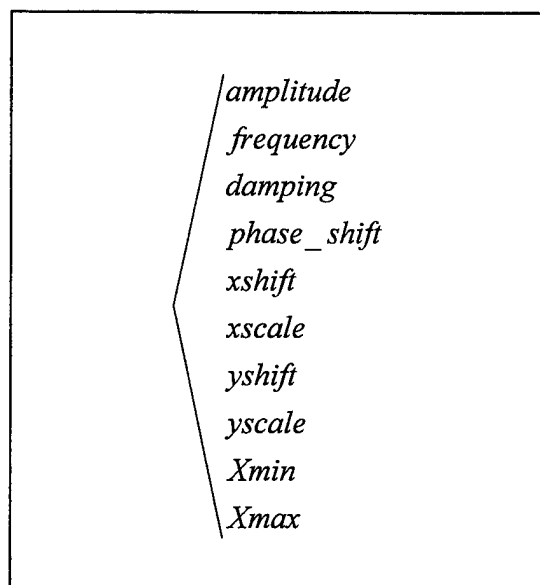 amplitude
frequency
damping
phase_shift
xshift
xscale
yshift
yscale
Xmin
Xmax